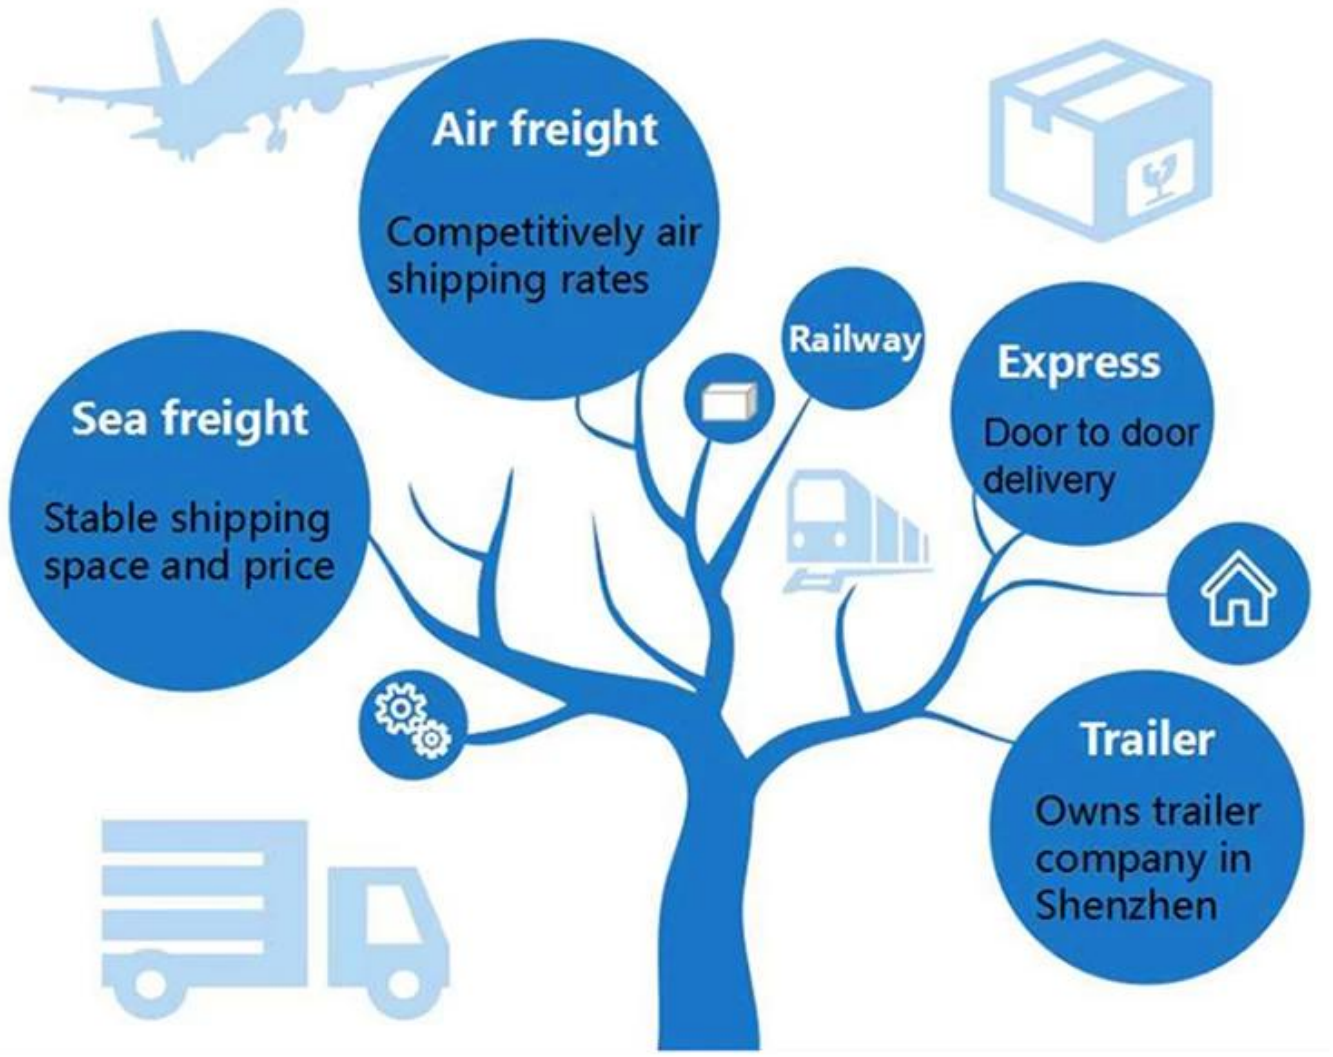 Air freight
Competitively air
shipping rates
Railway
Express
Door to door
delivery
Sea freight
Stable shipping
space and price
Trailer
Owns trailer
company in
Shenzhen